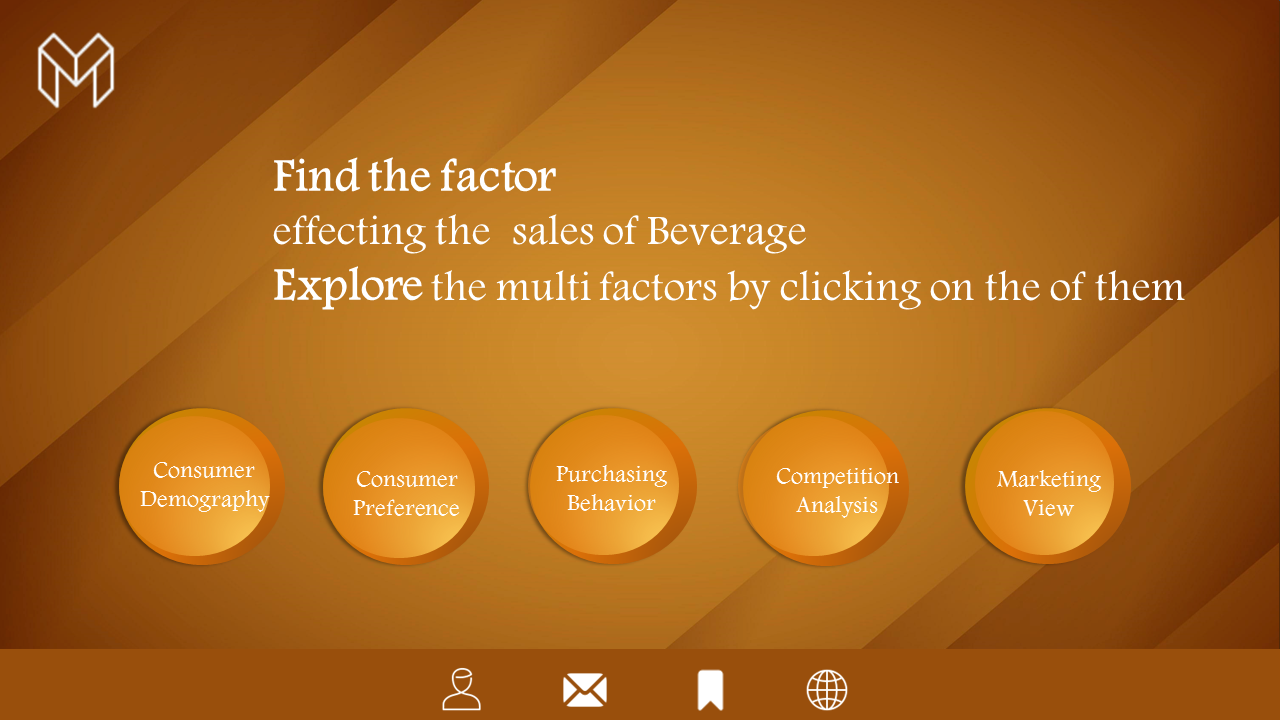 Find the factor
effecting the  sales of Beverage
Explore the multi factors by clicking on the of them
Consumer
Demography
Consumer
Preference
Purchasing
Behavior
Competition
Analysis
Marketing
View